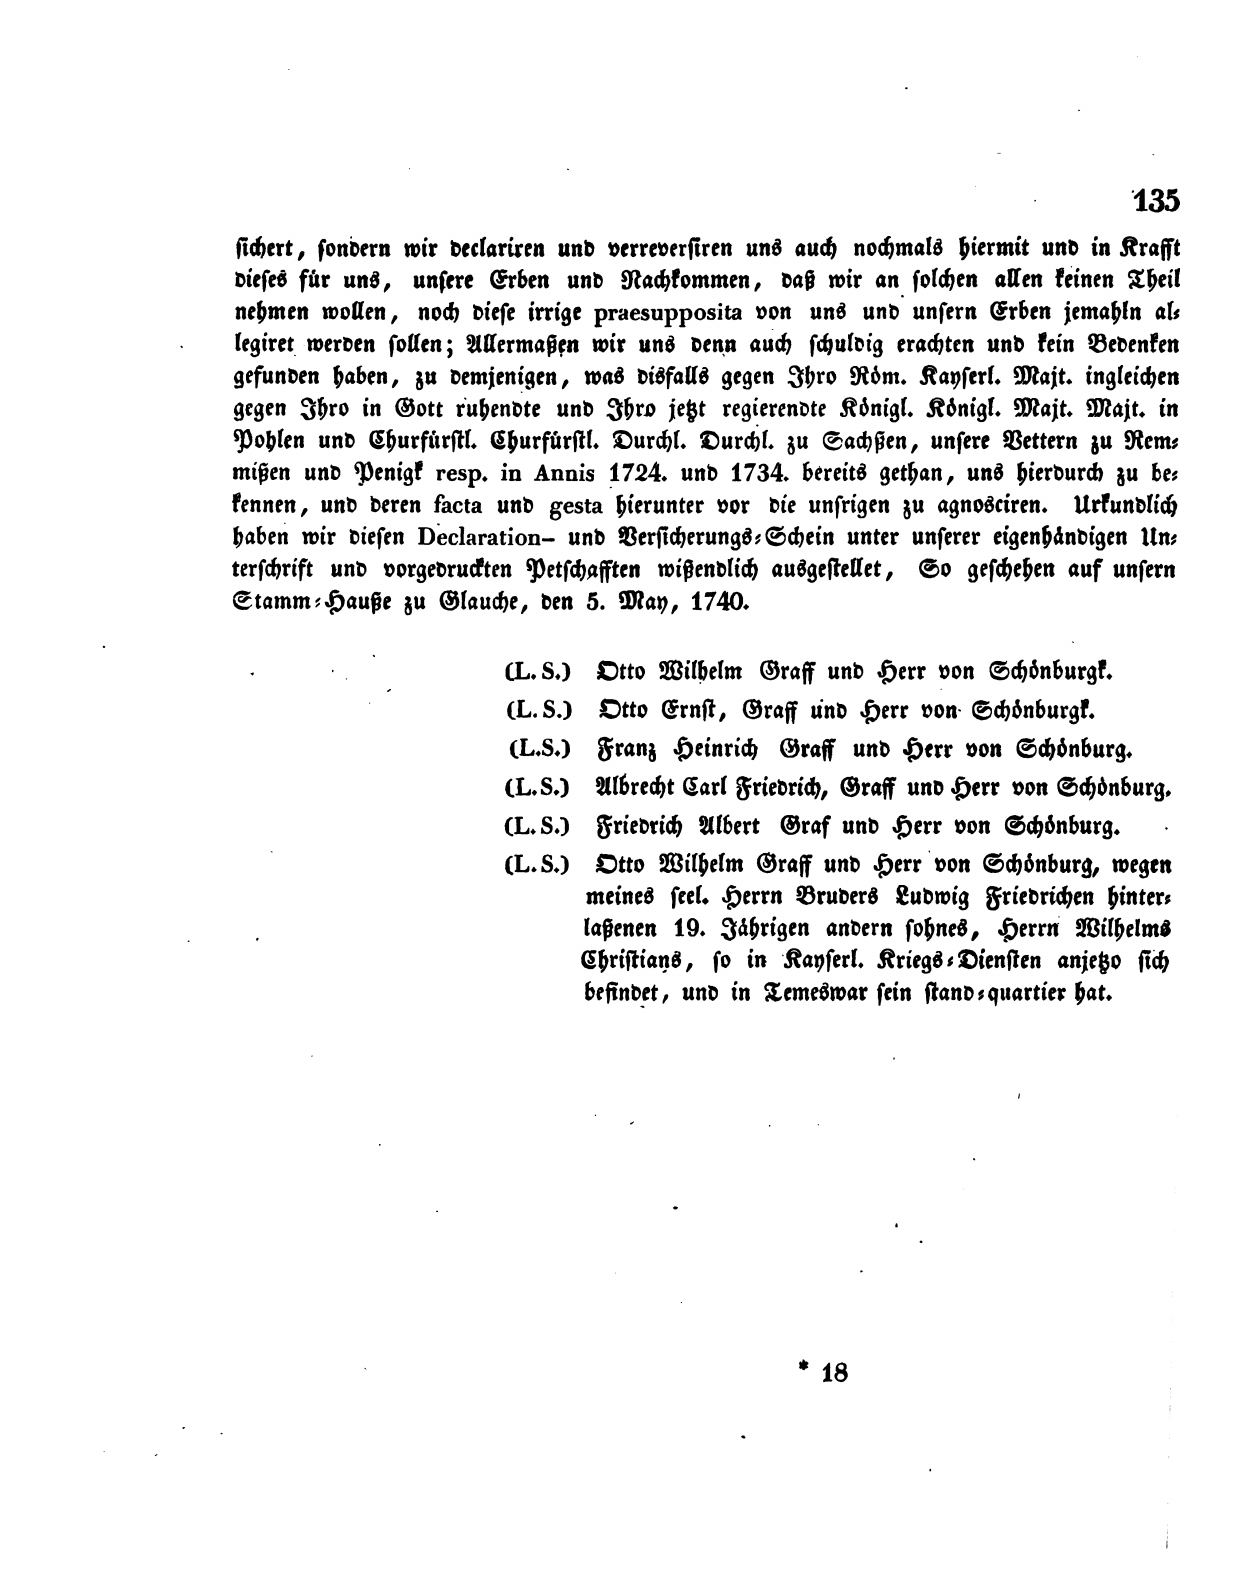 135
sichert, sondern wir declariren und verreversiren uns auch nochmals hiermit und in Krafft
dieses für uns, unsere Erben und Nachkommen, daß wir an solchen allen keinen Theil
nehmen wollen, noch diese irrige praesupposita von uns und unsern Erben jemahln al⸗
legiret werden sollen; Allermaßen wir uns denn auch schuldig erachten und kein Bedenken
gefunden haben, zu demjenigen, was disfalls gegen Ihro Röm. Kayserl. Majt. ingleichen
gegen Ihro in Gott ruhendte und Ihro jetzt regierendte Königl. Königl. Majt. Majt. in
Pohlen und Churfürstl. Churfürstl. Durchl. Durchl. zu Sachßen, unsere Vettern zu Rem⸗
mißen und Penigk resp. in Annis 1724. und 1734. bereits gethan, uns hierdurch zu be⸗
kennen, und deren facta und gesta hierunter vor die unsrigen zu agnosciren. Urkundlich
haben wir diesen Declaration- und Versicherungs⸗Schein unter unserer eigenhändigen Un⸗
terschrift und vorgedruckten Petschafften wißendlich ausgestellet, So geschehen auf unsern
Stamm⸗Hauße zu Glauche, den 5. May, 1740.
(L. S.) Otto Wilhelm Graff und Herr von Schönburgk.
(L. S.) Otto Ernst, Graff und Herr von Schönburgk.
(L.S.) Franz Heinrich Graff und Herr von Schönburg.
(L. S.) Albrecht Carl Friedrich, Graff und Herr von Schönburg.
(L. S.) Friedrich Albert Graf und Herr von Schönburg.
(L. S.) Otto Wilhelm Graff und Herr von Schönburg, wegen
meines seel. Herrn Bruders Ludwig Friedrichen hinter⸗
laßenen 19. Jährigen andern sohnes, Herrn Wilhelms
Christians, so in Kayserl. Kriegs⸗Diensten anjetzo sich
befindet, und in Temeswar sein stand⸗quartier hat.
* 18